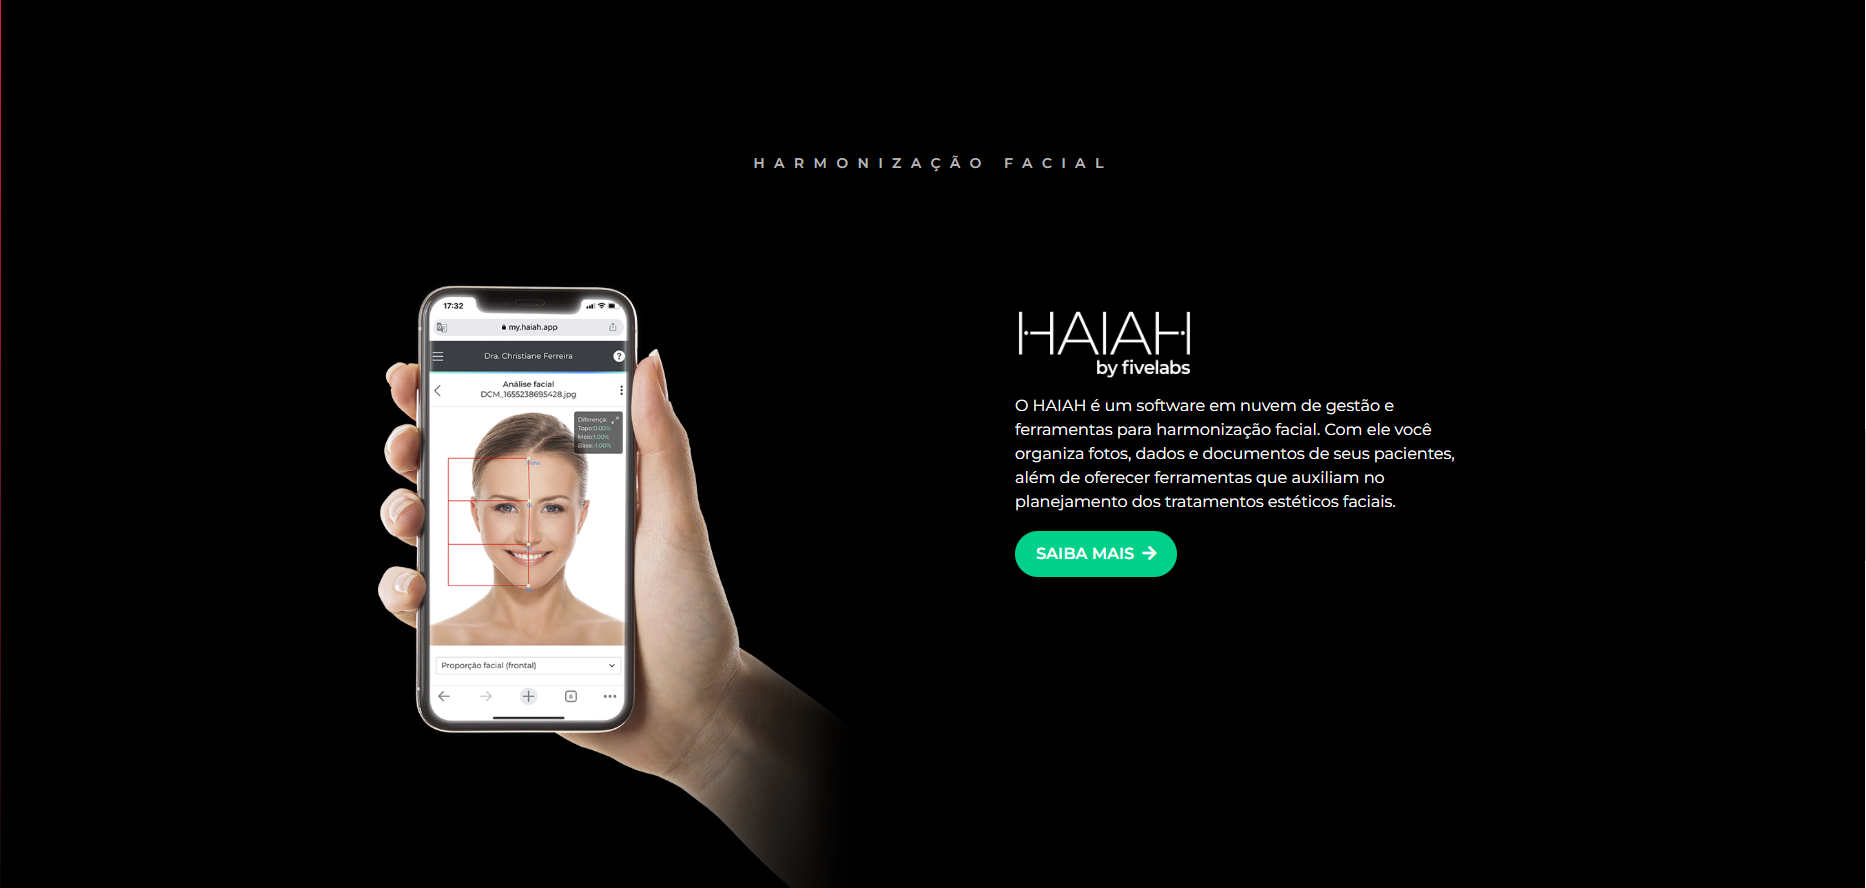 HARMONIZAÇÃO FACIAL
17:32
my.haiah.app
Dra. Christiane Ferreira
?
Análise facial
DCM_1655238695428.jpg
Diferença
Topo:0.00%
Meio:1.00%
Base:-1.00%
Proporção facial (frontal)
6
HAIAH
by fivelabs
O HAIAH é um software em nuvem de gestão e
ferramentas para harmonização facial. Com ele você
organiza fotos, dados e documentos de seus pacientes,
além de oferecer ferramentas que auxiliam no
planejamento dos tratamentos estéticos faciais.
SAIBA MAIS